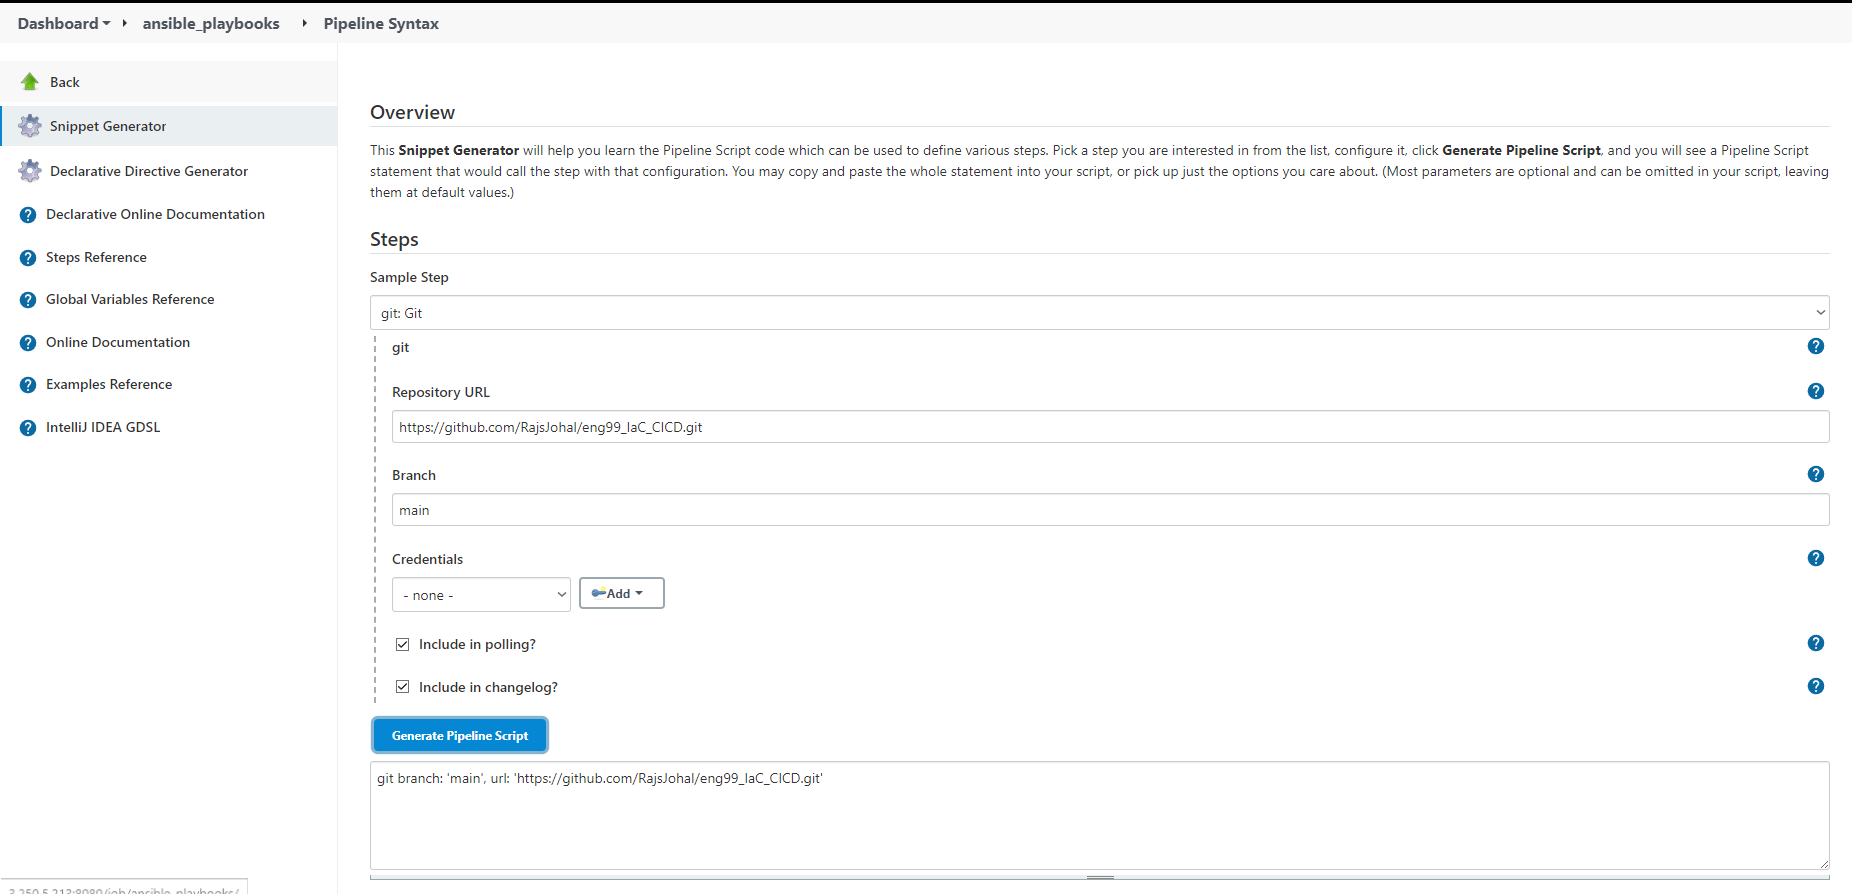 Dashboard ansible_playbooks Pipeline Syntax
Back
Snippet Generator
Declarative Directive Generator
Declarative Online Documentation
Steps Reference
Global Variables Reference
Online Documentation
Examples Reference
IntelliJ IDEA GDSL
Overview
This Snippet Generator will help you learn the Pipeline Script code which can be used to define various steps. Pick a step you are interested in from the list, configure it, click Generate Pipeline Script, and you will see a Pipeline Script
statement that would call the step with that configuration. You may copy and paste the whole statement into your script, or pick up just the options you care about. (Most parameters are optional and can be omitted in your script, leaving
them at default values.)
Steps
Sample Step
git: Git
git
Repository URL
https://github.com/RajsJohal/eng99_IaC_CICD.git
Branch
main
Credentials
- none - Add
Include in polling?
Include in changelog?
Generate Pipeline Script
git branch: 'main', url: 'https://github.com/RajsJohal/eng99_IaC_CICD.git'
3.250.5.213:8080/job/ansible_playbooks/